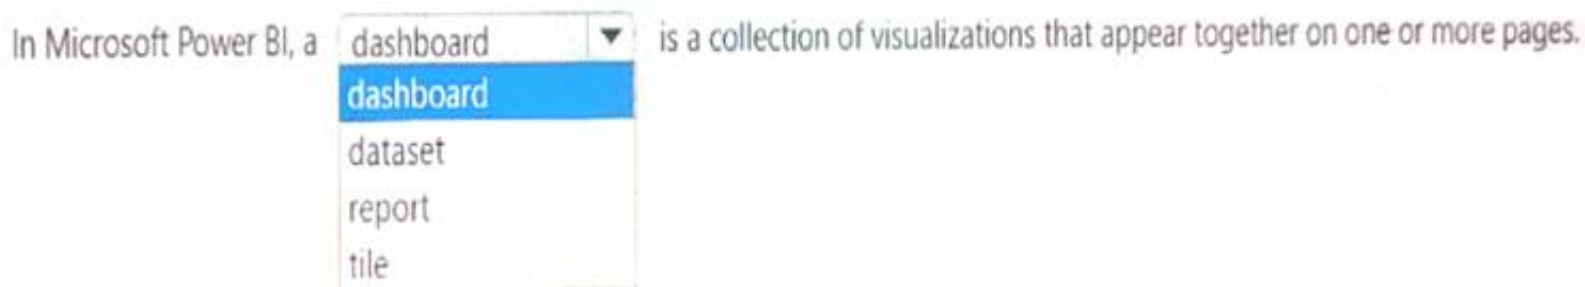 In Microsoft Power BI, a dashboard is a collection of visualizations that appear together on one or more pages.
dashboard
dataset
report
tile